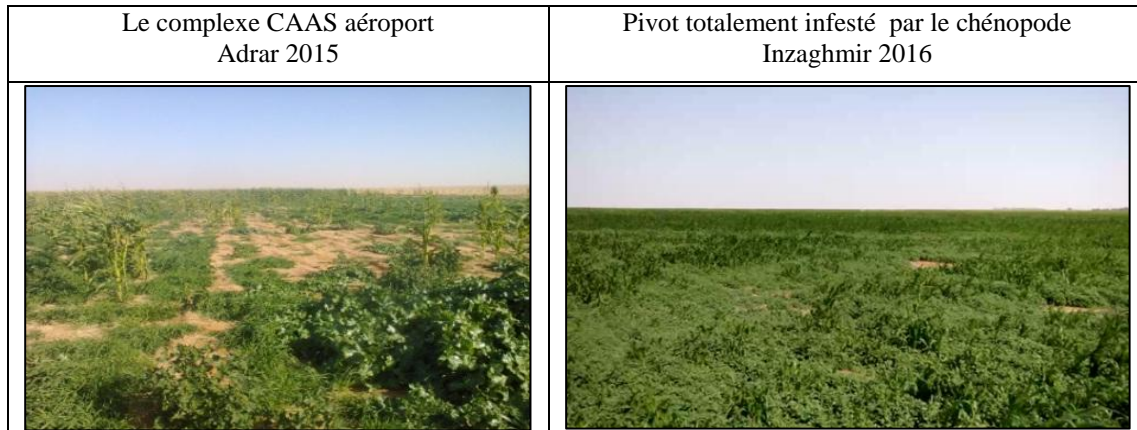 Le complexe CAAS aéroport
Adrar 2015
Pivot totalement infesté par le chénopode
Inzaghmir 2016